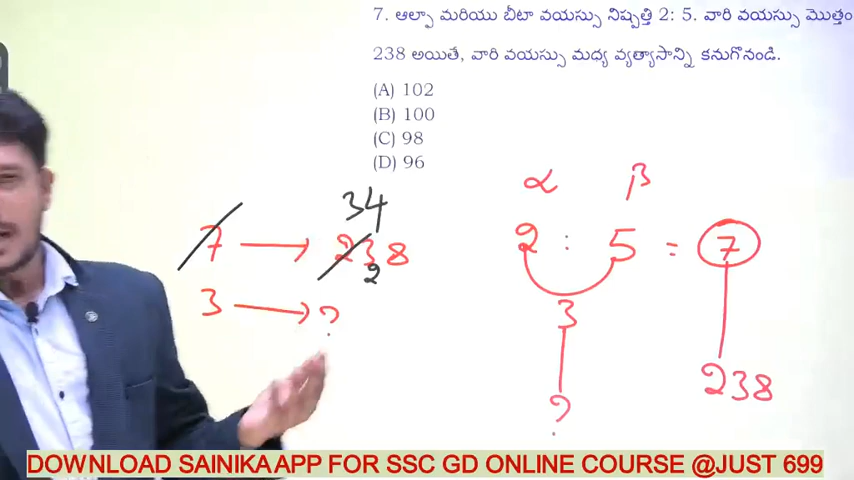 7. ఆల్ఫా మరియు బీటా వయస్సు నిష్పత్తి 2: 5. వారి వయస్సు మొత్తం
238 అయితే, వారి వయస్సు మధ్య వ్యత్యాసాన్ని కనుగొనండి.
(A) 102
(B) 100
(C) 98
(D) 96
α β
2 : 5 = 7
3
?
238
34
7 → 238
2
3 → ?
DOWNLOAD SAINIKA APP FOR SSC GD ONLINE COURSE @JUST 699